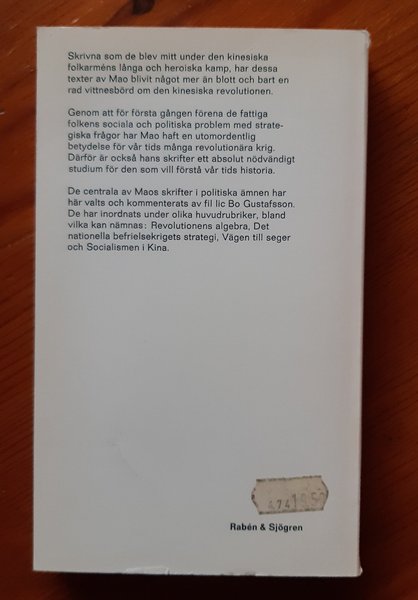 Skrivna som de blev mitt under den kinesiska
folkarméns långa och heroiska kamp, har dessa
texter av Mao blivit något mer än blott och bart en
rad vittnesbörd om den kinesiska revolutionen.
Genom att för första gången förena de fattiga
folkens sociala och politiska problem med strate-
giska frågor har Mao haft en utomordentlig
betydelse för vår tids många revolutionära krig.
Därför är också hans skrifter ett absolut nödvändigt
studium för den som vill förstå vår tids historia.
De centrala av Maos skrifter i politiska ämnen har
här valts och kommenterats av fil lic Bo Gustafsson.
De har inordnats under olika huvudrubriker, bland
vilka kan nämnas: Revolutionens algebra, Det
nationella befrielsekrigets strategi, Vägen till seger
och Socialismen i Kina.
Rabén & Sjögren